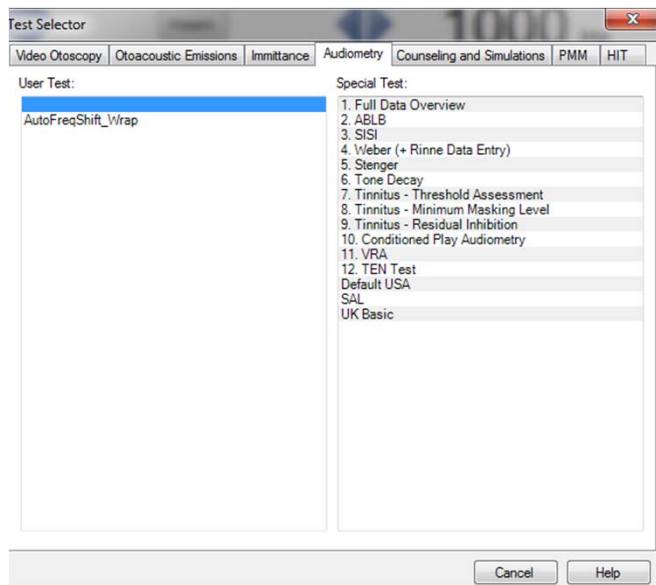 1000
Test Selector
Video Otoscopy Otoacoustic Emissions Immittance Audiometry Counseling and Simulations PMM HIT
User Test:
AutoFreqShift_Wrap
Special Test:
1. Full Data Overview
2. ABLB
3. SISI
4. Weber (+ Rinne Data Entry)
5. Stenger
6. Tone Decay
7. Tinnitus - Threshold Assessment
8. Tinnitus - Minimum Masking Level
9. Tinnitus - Residual Inhibition
10. Conditioned Play Audiometry
11. VRA
12. TEN Test
Default USA
SAL
UK Basic
Cancel Help